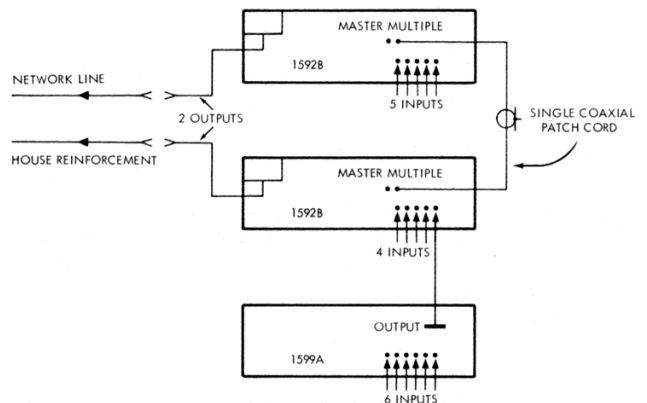 MASTER MULTIPLE
1592B
5 INPUTS
NETWORK LINE
2 OUTPUTS
HOUSE REINFORCEMENT
SINGLE COAXIAL
PATCH CORD
MASTER MULTIPLE
1592B
4 INPUTS
OUTPUT
1599A
6 INPUTS